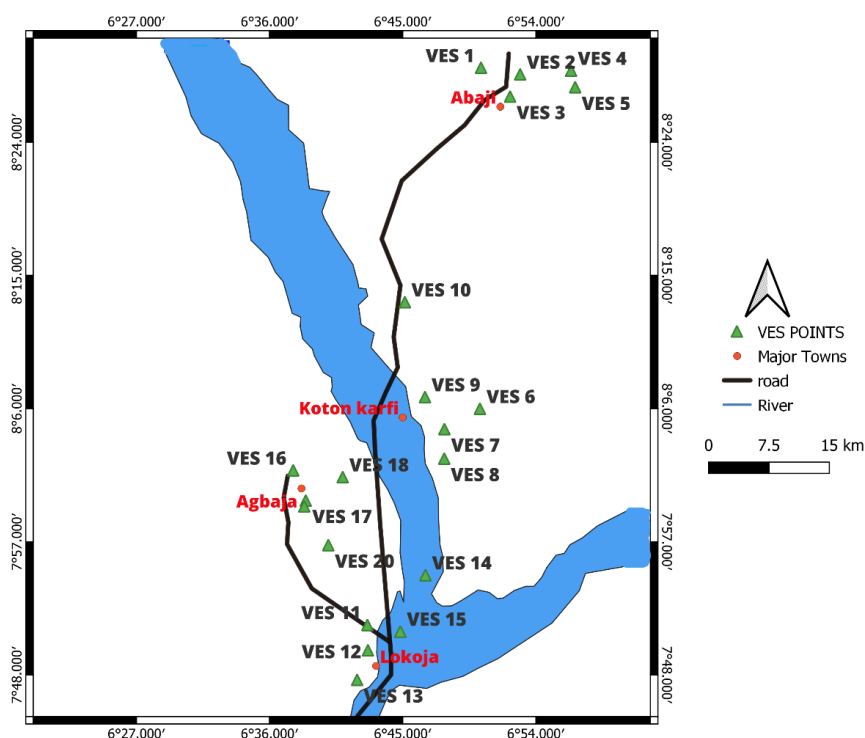 6°27.000′ 6°36.000′ 6°45.000′ 6°54.000′
VES 1
VES 2
VES 4
Abaji
VES 3
VES 5
8°24.000′
8°24.000′
8°15.000′
8°15.000′
VES 10
VES 9
VES 6
8°6.000′
8°6.000′
Koton karfi
VES 7
VES 8
VES 16
VES 18
Agbaja
VES 17
7°57.000′
7°57.000′
VES 20
VES 14
VES 11
VES 15
VES 12
Lokoja
7°48.000′
7°48.000′
VES 13
6°27.000′ 6°36.000′ 6°45.000′ 6°54.000′
VES POINTS
Major Towns
road
River
0 7.5 15 km